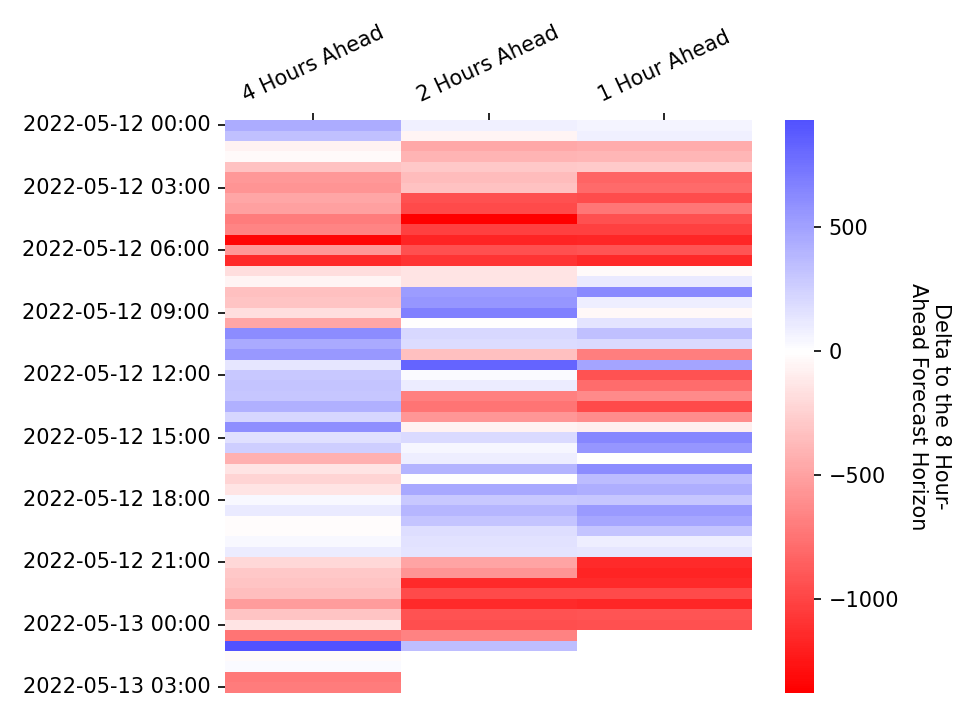 4 Hours Ahead
2 Hours Ahead
1 Hour Ahead
2022-05-12 00:00
2022-05-12 03:00
2022-05-12 06:00
2022-05-12 09:00
2022-05-12 12:00
2022-05-12 15:00
2022-05-12 18:00
2022-05-12 21:00
2022-05-13 00:00
2022-05-13 03:00
500
0
−500
−1000
Delta to the 8 Hour-
Ahead Forecast Horizon